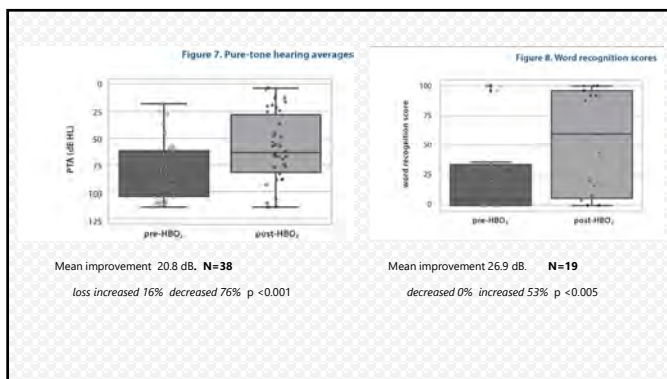 Figure 7. Pure-tone hearing averages
0
25
50
75
100
125
PTA (dB HL)
pre-HBO₂
post-HBO₂
Figure 8. Word recognition scores
100
75
50
25
0
word recognition score
pre-HBO₂
post-HBO₂
Mean improvement 20.8 dB. N=38
loss increased 16% decreased 76% p <0.001
Mean improvement 26.9 dB. N=19
decreased 0% increased 53% p <0.005